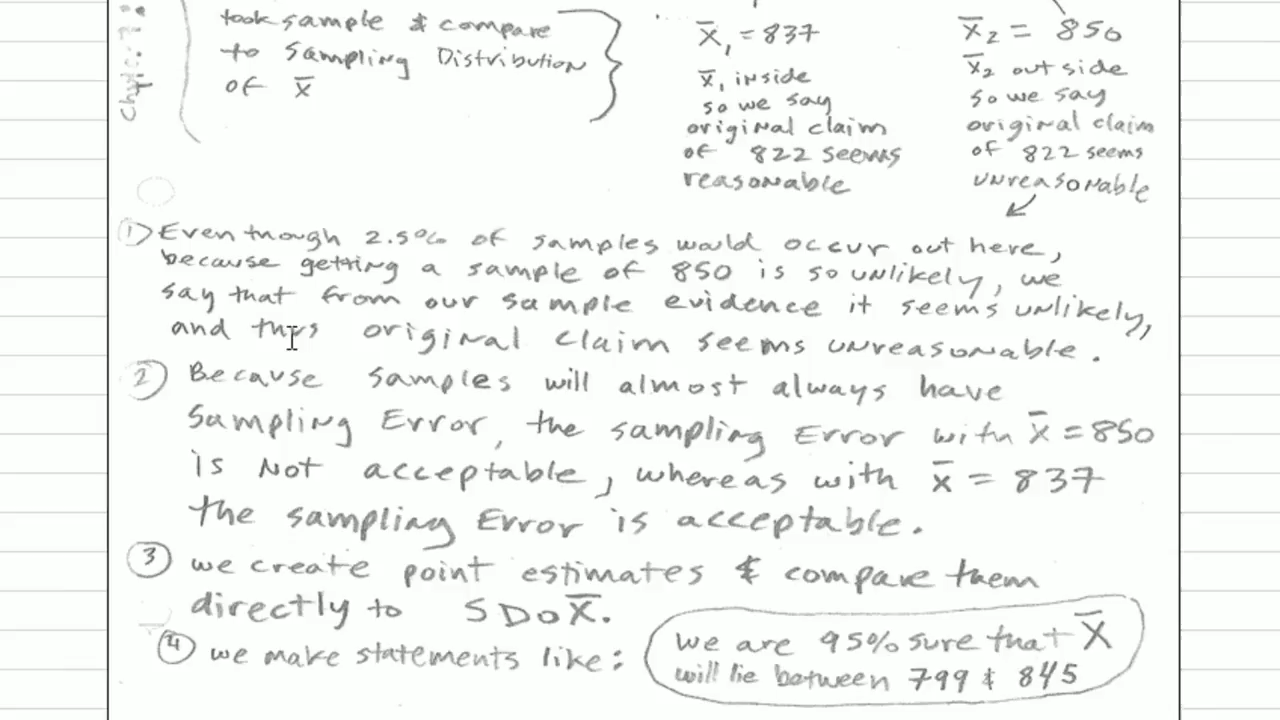 took sample & compare
to Sampling Distribution
of x̄
x̄₁ = 837
x̄₁ inside
so we say
original claim
of 822 seems
reasonable
x̄₂ = 850
x̄₂ out side
so we say
original claim
of 822 seems
unreasonable
① Even though 2.5% of samples would occur out here,
because getting a sample of 850 is so unlikely, we
say that from our sample evidence it seems unlikely,
and thus original claim seems unreasonable.
② Because samples will almost always have
Sampling Error, the sampling Error with x̄ = 850
is Not acceptable, whereas with x̄ = 837
the sampling Error is acceptable.
③ we create point estimates & compare them
directly to SDoX̄.
④ we make statements like:
we are 95% sure that X̄
will lie between 799 & 845